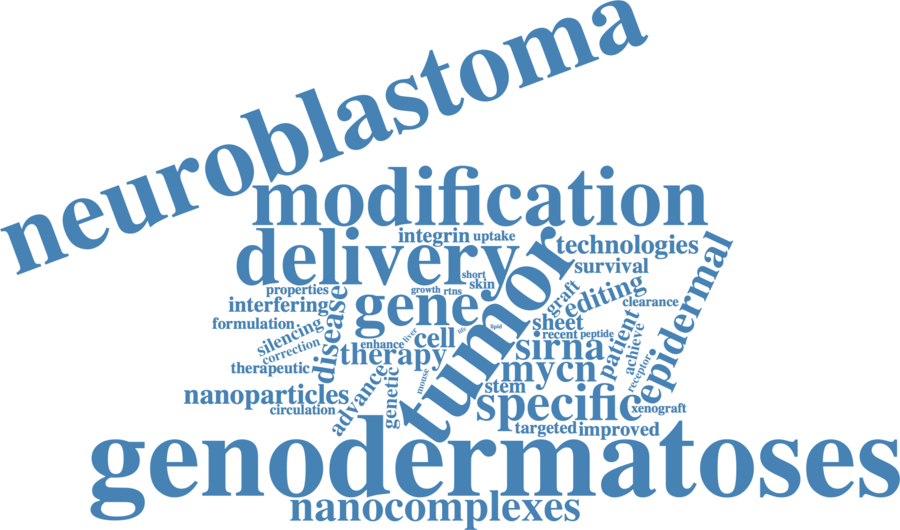 neuroblastoma
modification
integrin uptake
delivery
technologies
short
survival
skin
properties
growth rtns
graft
editing
epidermal
interfering
gene
tumor
clearance
formulation
disease
silencing
cell
life
lipid
sheet
recent peptide
patient
achieve
correction
enhance
liver
therapy
sirna
receptor
therapeutic
mouse
mycn
nanoparticles
advance
genetic
stem
specific
circulation
xenograft
targeted improved
genodermatoses
nanocomplexes